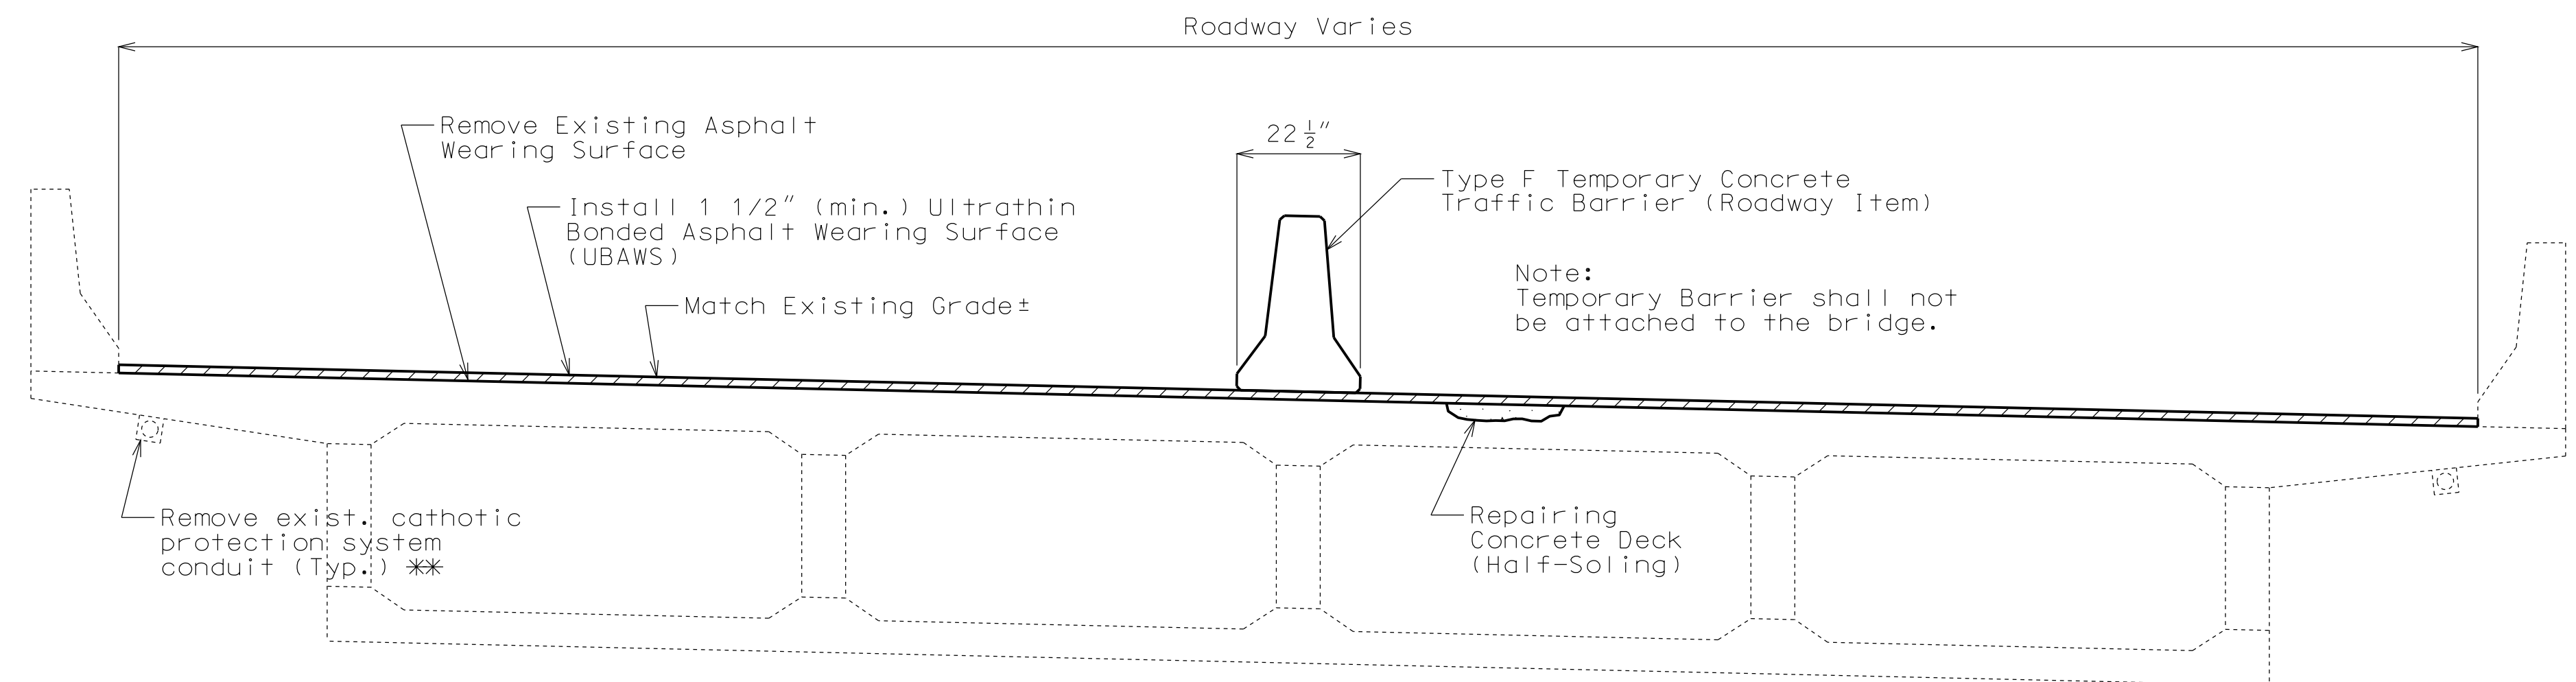 Roadway Varies
Remove Existing Asphalt
Wearing Surface
22 1/2"
Install 1 1/2" (min.) Ultrathin
Bonded Asphalt Wearing Surface
(UBAWS)
Type F Temporary Concrete
Traffic Barrier (Roadway Item)
Match Existing Grade±
Note:
Temporary Barrier shall not
be attached to the bridge.
Remove exist. cathotic
protection system
conduit (Typ.) **
Repairing
Concrete Deck
(Half-Soling)